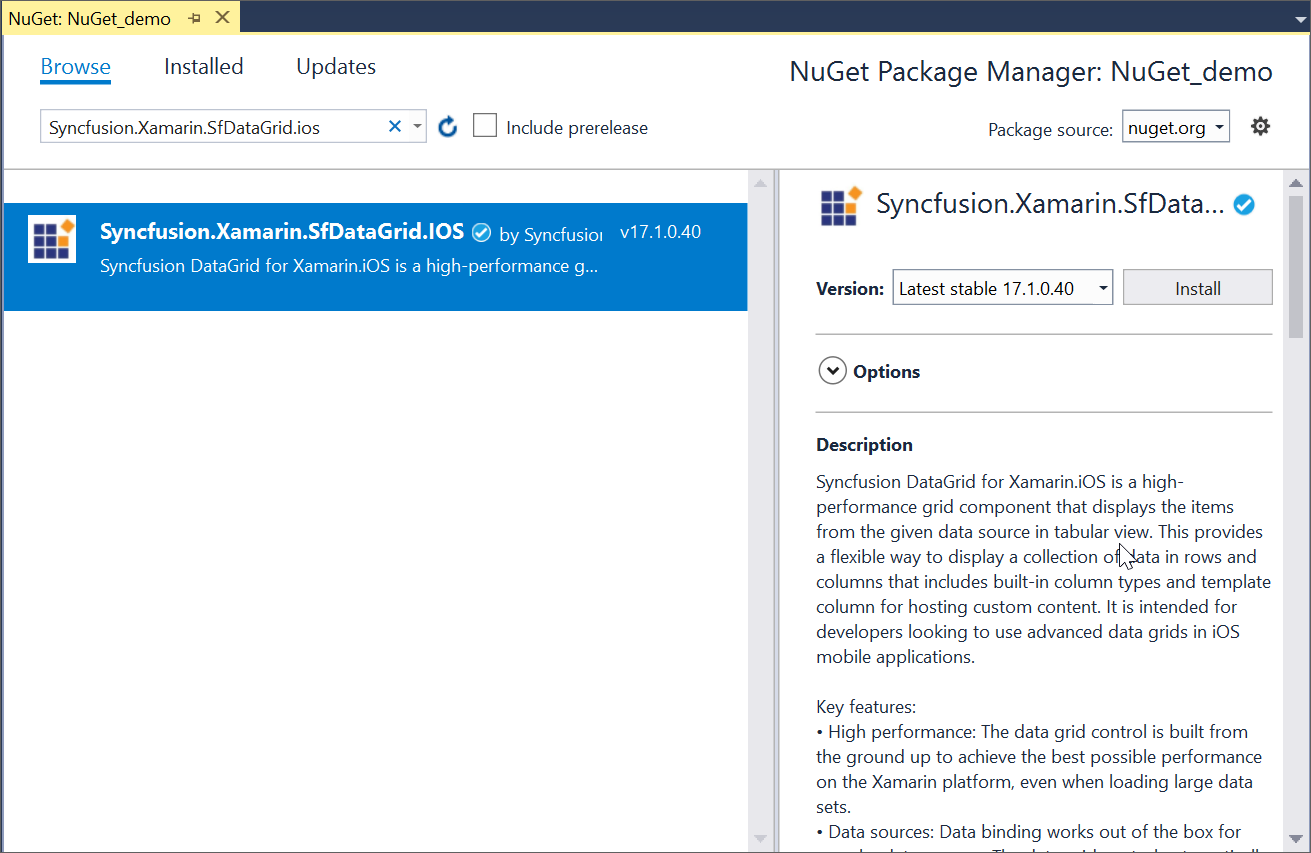 NuGet: NuGet_demo
Browse Installed Updates
NuGet Package Manager: NuGet_demo
Syncfusion.Xamarin.SfDataGrid.ios
Include prerelease
Package source: nuget.org
Syncfusion.Xamarin.SfDataGrid.IOS by Syncfusion v17.1.0.40
Syncfusion DataGrid for Xamarin.iOS is a high-performance g...
Syncfusion.Xamarin.SfData...
Version: Latest stable 17.1.0.40 Install
Options
Description
Syncfusion DataGrid for Xamarin.iOS is a high-
performance grid component that displays the items
from the given data source in tabular view. This provides
a flexible way to display a collection of data in rows and
columns that includes built-in column types and template
column for hosting custom content. It is intended for
developers looking to use advanced data grids in iOS
mobile applications.
Key features:
• High performance: The data grid control is built from
the ground up to achieve the best possible performance
on the Xamarin platform, even when loading large data
sets.
• Data sources: Data binding works out of the box for